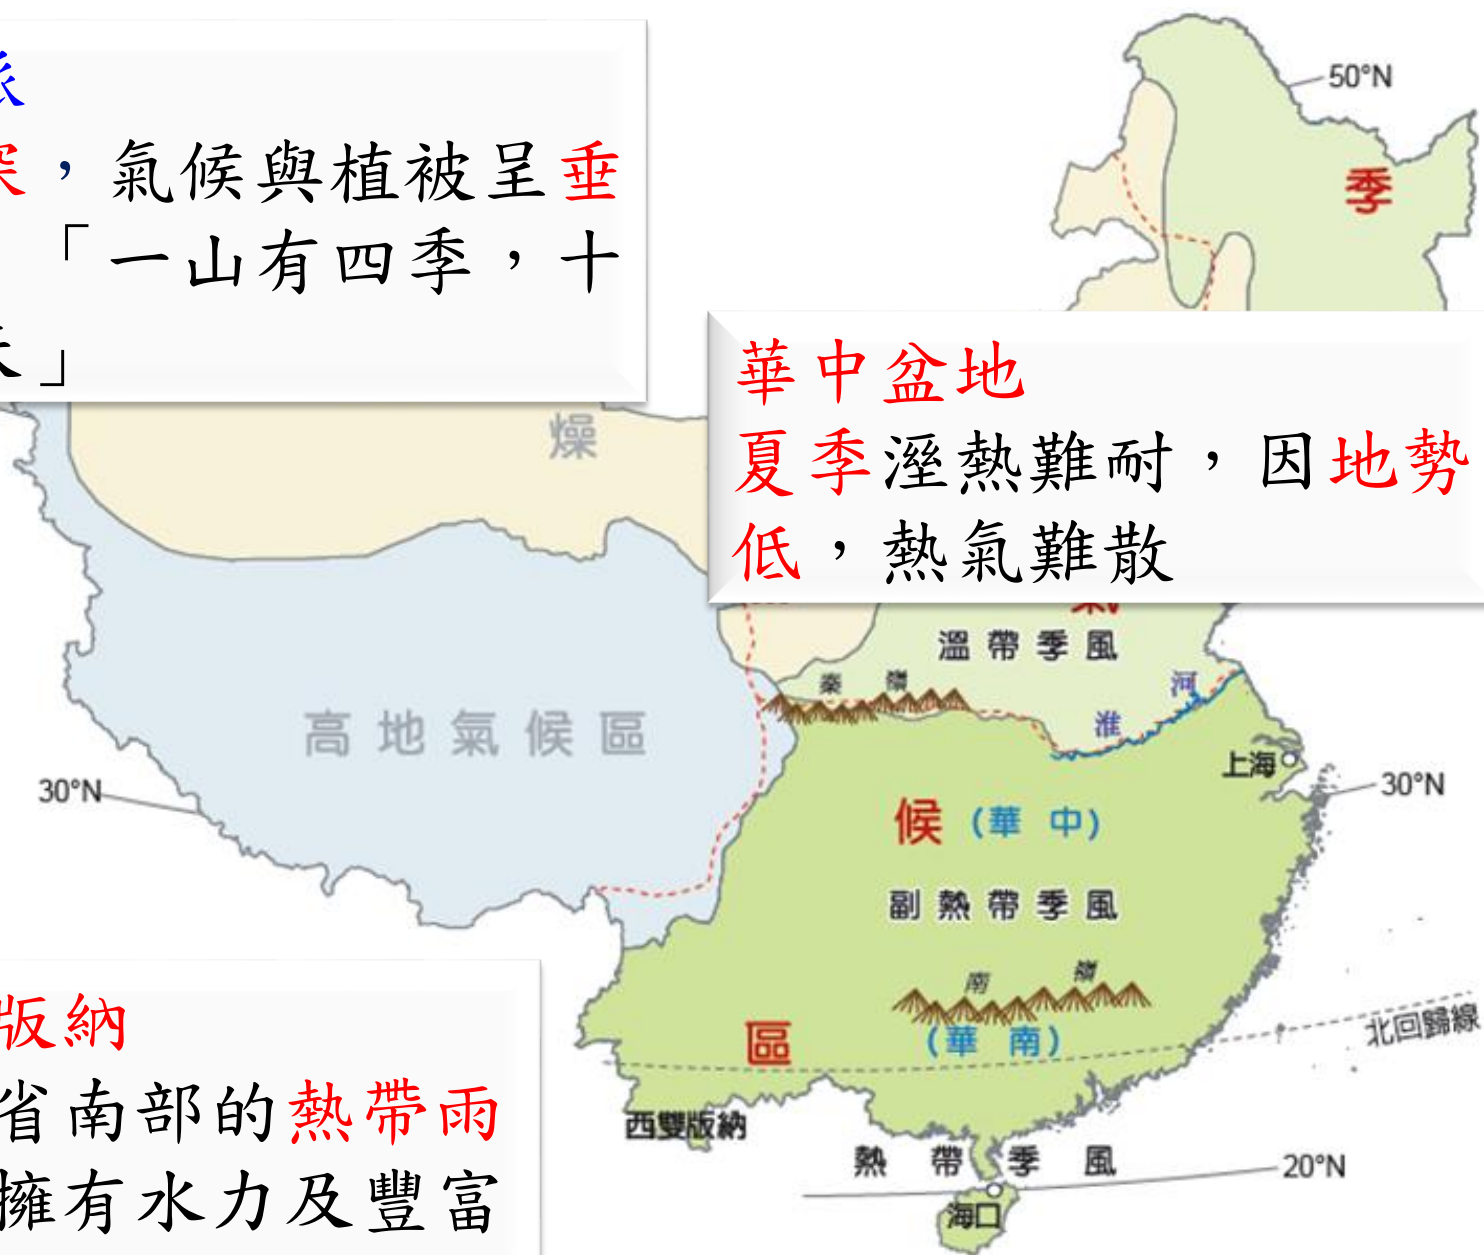 ，氣候與植被呈垂
「一山有四季，十
」
50°N
季
華中盆地
夏季溼熱難耐，因地勢
低，熱氣難散
燥
溫帶季風
秦嶺
淮河
高地氣候區
上海
30°N
30°N
候（華中）
副熱帶季風
南嶺
區
（華南）
北回歸線
西雙版納
熱帶季風
20°N
海口
版納
省南部的熱帶雨
擁有水力及豐富